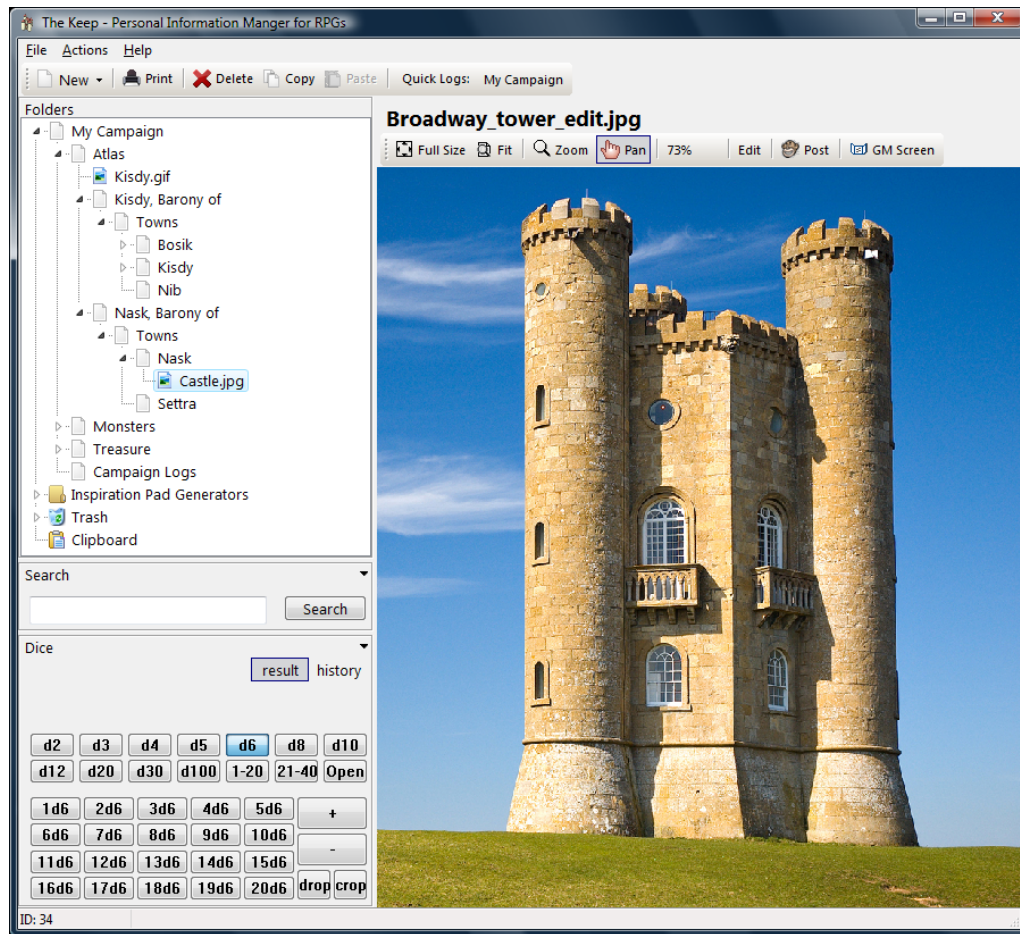 The Keep - Personal Information Manger for RPGs
File Actions Help
New Print Delete Copy Paste Quick Logs: My Campaign
Folders
My Campaign
Atlas
Kisdy.gif
Kisdy, Barony of
Towns
Bosik
Kisdy
Nib
Nask, Barony of
Towns
Nask
Castle.jpg
Settra
Monsters
Treasure
Campaign Logs
Inspiration Pad Generators
Trash
Clipboard
Search
Search
Dice
result history
d2 d3 d4 d5 d6 d8 d10
d12 d20 d30 d100 1-20 21-40 Open
1d6 2d6 3d6 4d6 5d6 +
6d6 7d6 8d6 9d6 10d6
-
11d6 12d6 13d6 14d6 15d6
16d6 17d6 18d6 19d6 20d6 drop crop
ID: 34
Broadway_tower_edit.jpg
Full Size Fit Zoom Pan 73% Edit Post GM Screen